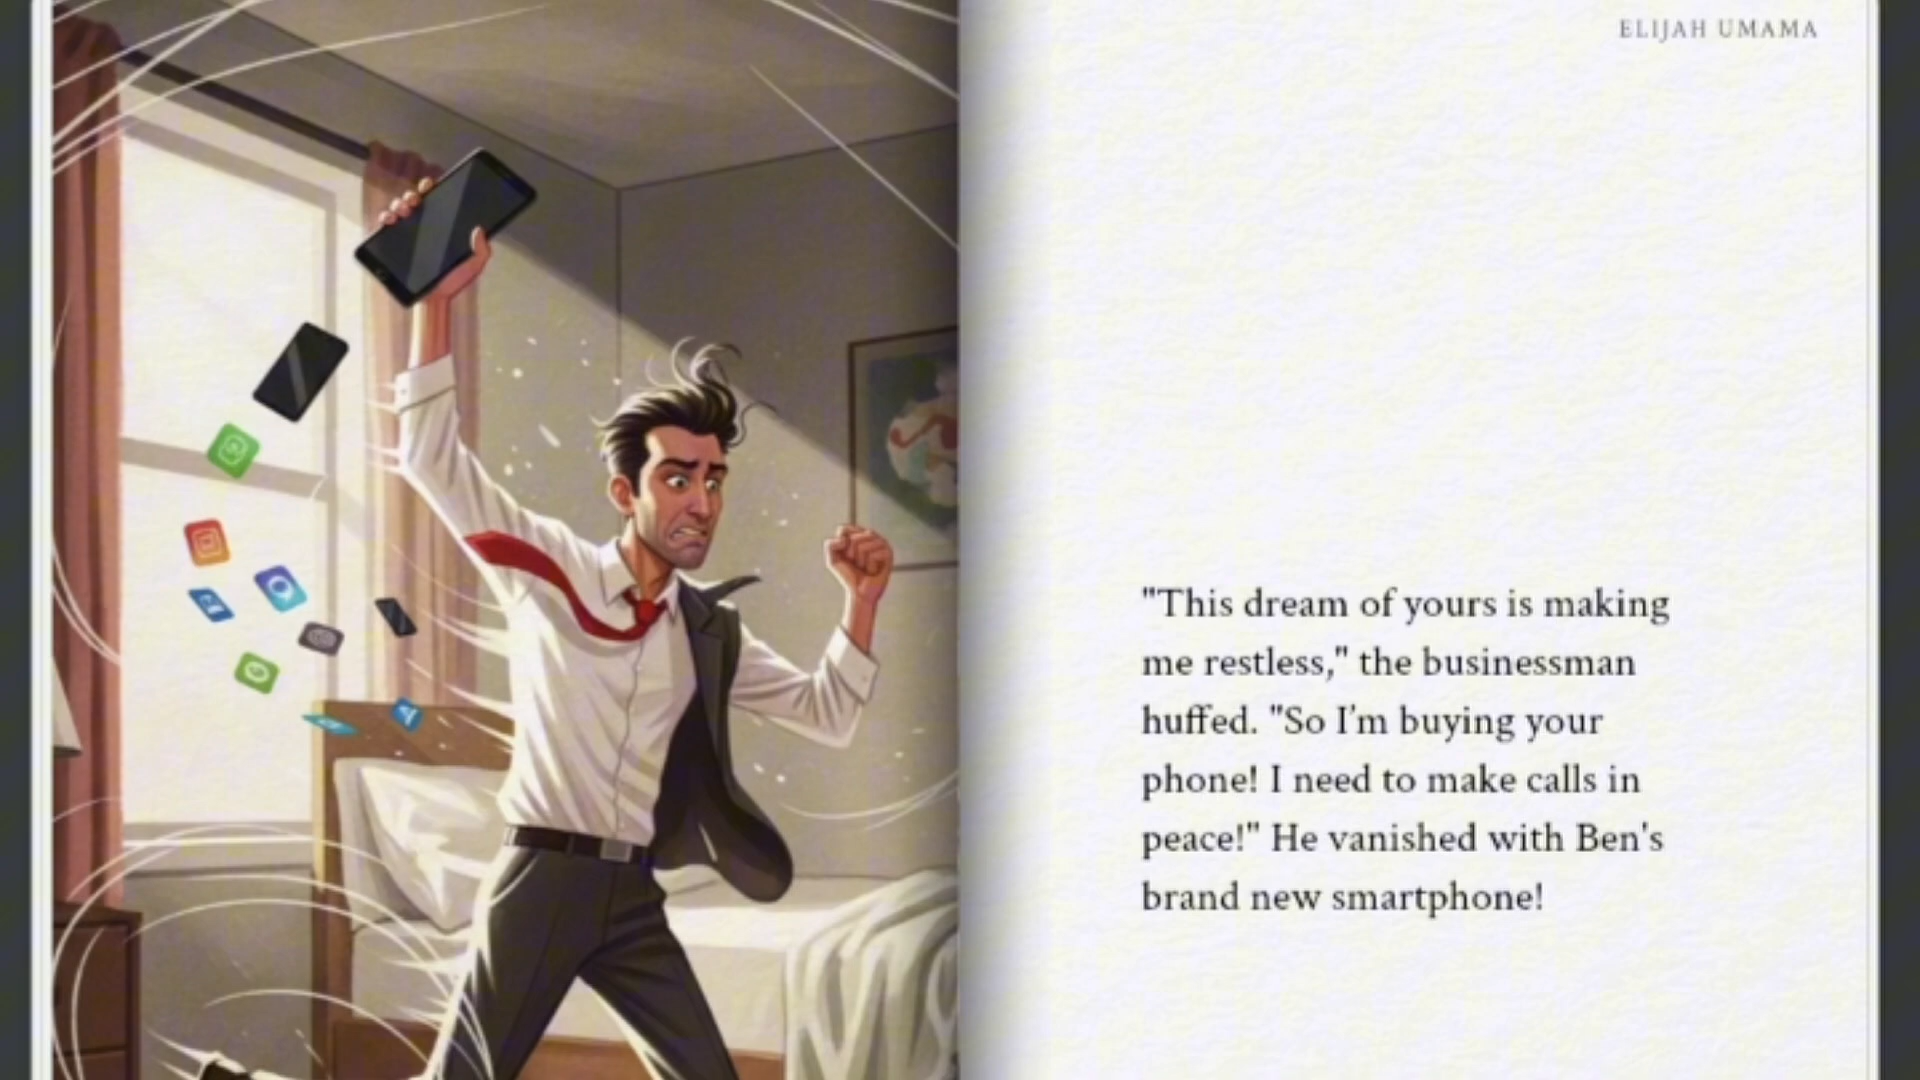 ELIJAH UMAMA
"This dream of yours is making
me restless," the businessman
huffed. "So I’m buying your
phone! I need to make calls in
peace!" He vanished with Ben's
brand new smartphone!